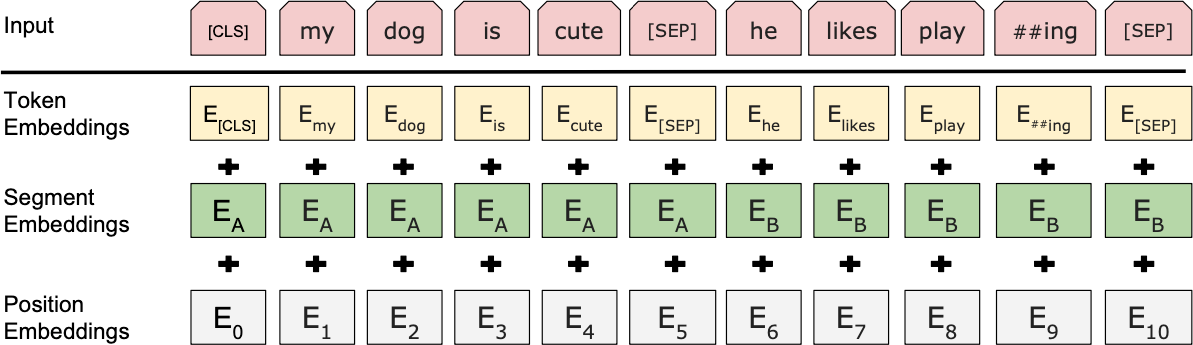 Input [CLS] my dog is cute [SEP] he likes play ##ing [SEP]
Token Embeddings E[CLS] Emy Edog Eis Ecute E[SEP] Ehe Elikes Eplay E##ing E[SEP]
+ + + + + + + + + + +
Segment Embeddings EA EA EA EA EA EA EB EB EB EB EB
+ + + + + + + + + + +
Position Embeddings E0 E1 E2 E3 E4 E5 E6 E7 E8 E9 E10